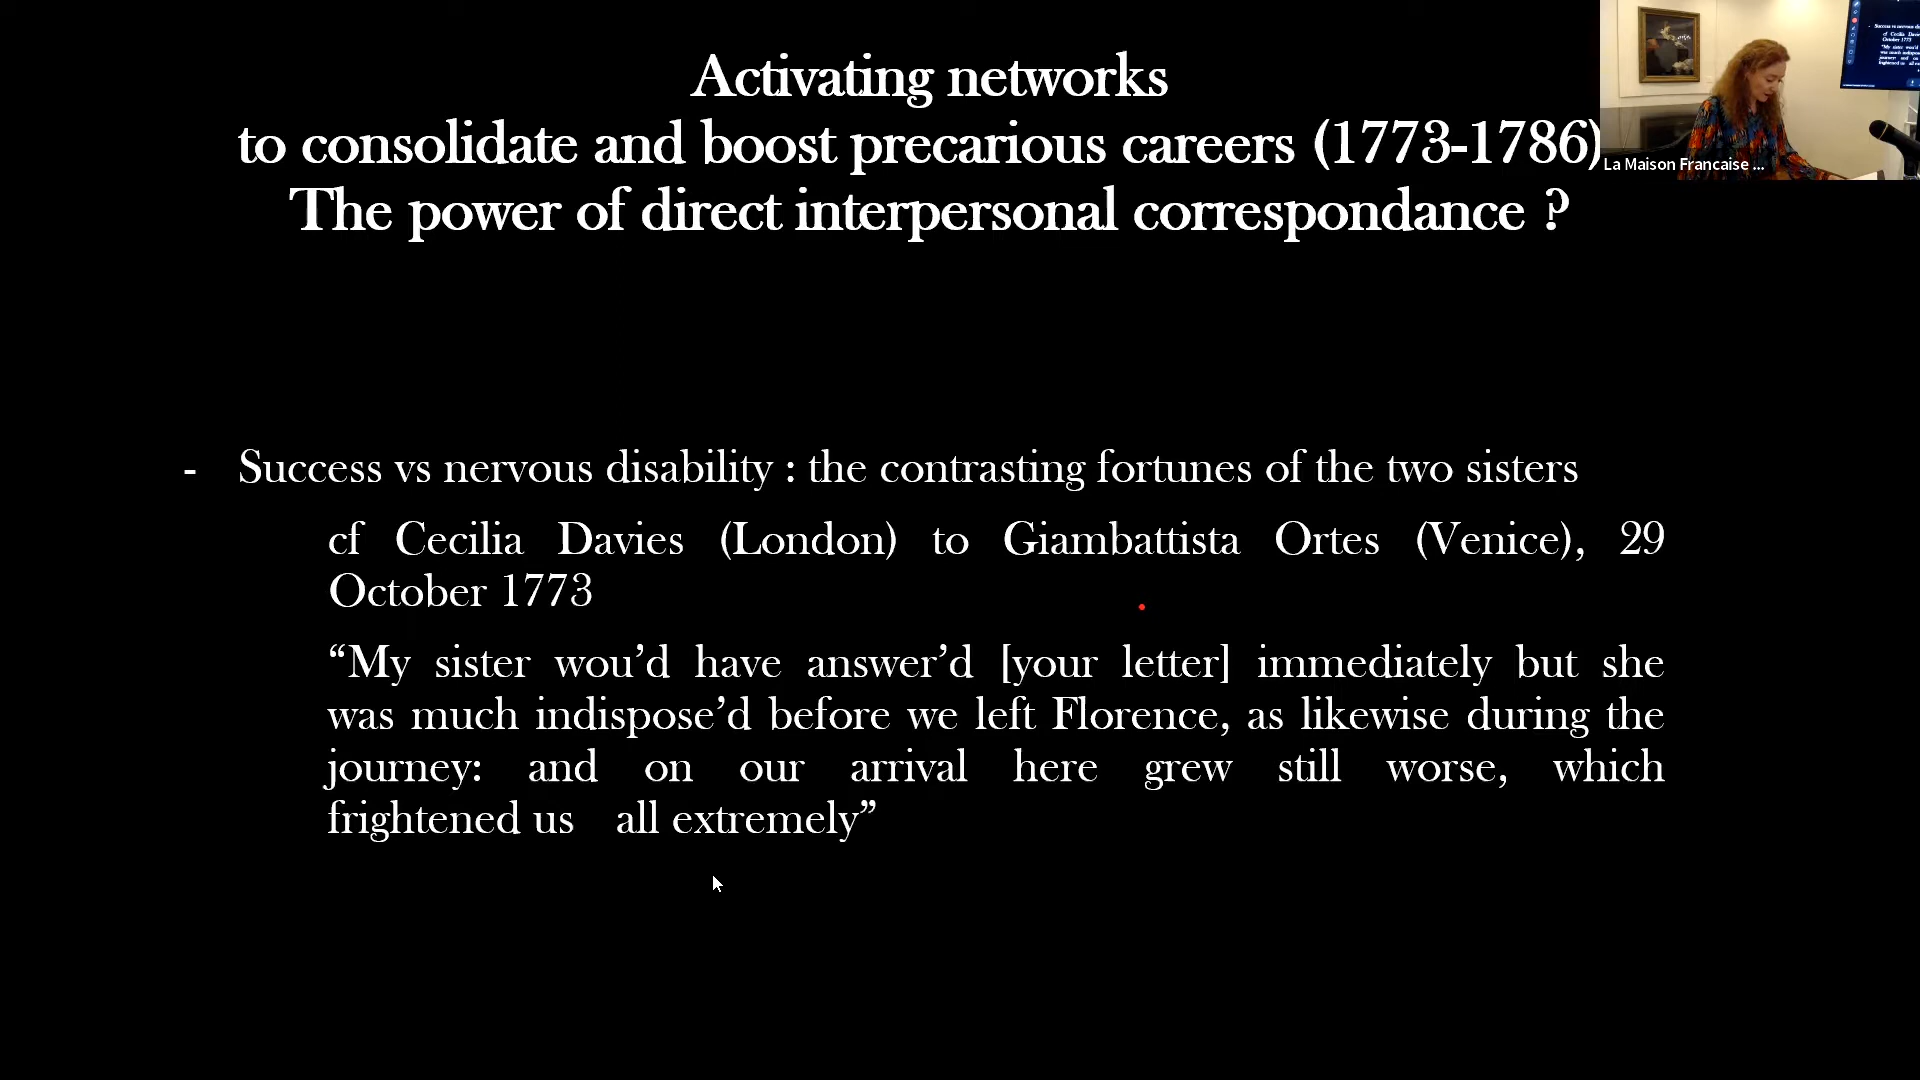 Activating networks
to consolidate and boost precarious careers (1773-1786)
The power of direct interpersonal correspondance ?
La Maison Francaise ...
- Success vs nervous disability : the contrasting fortunes of the two sisters
cf Cecilia Davies (London) to Giambattista Ortes (Venice), 29
October 1773
“My sister wou’d have answer’d [your letter] immediately but she
was much indispose’d before we left Florence, as likewise during the
journey: and on our arrival here grew still worse, which
frightened us all extremely”